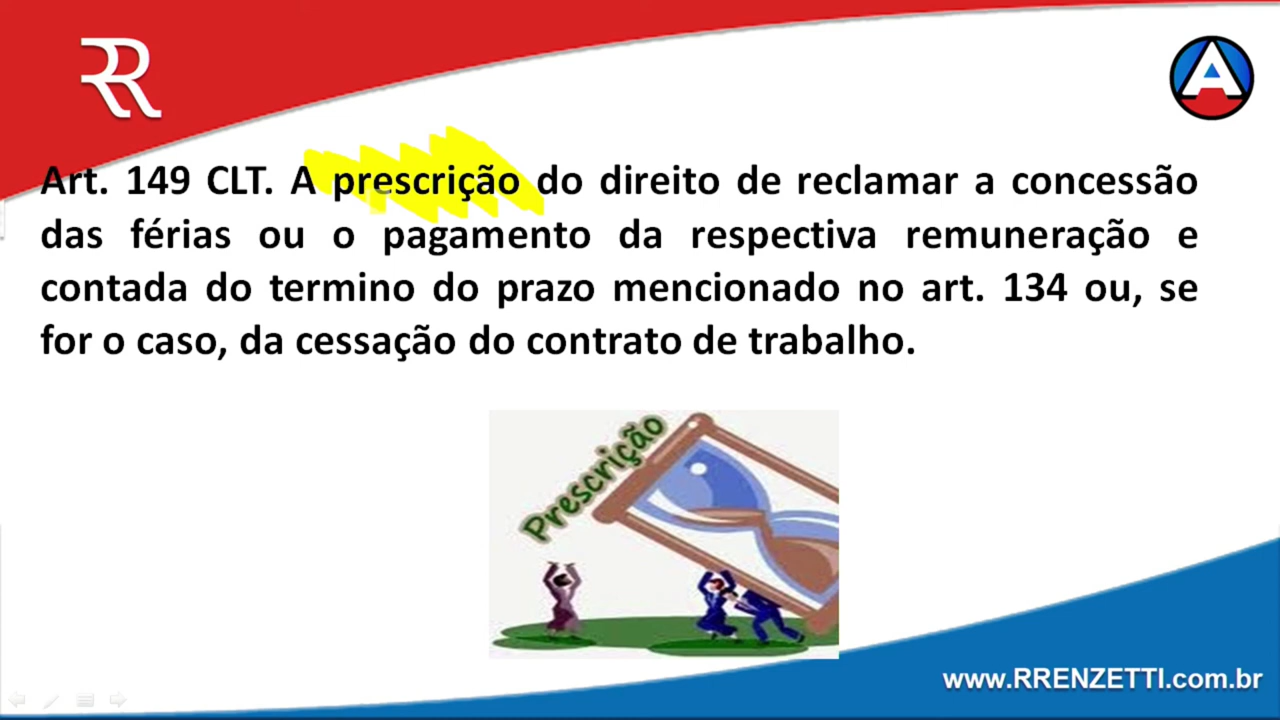 RR
A
Art. 149 CLT. A prescrição do direito de reclamar a concessão
das férias ou o pagamento da respectiva remuneração e
contada do termino do prazo mencionado no art. 134 ou, se
for o caso, da cessação do contrato de trabalho.
Prescrição
www.RRENZETTI.com.br